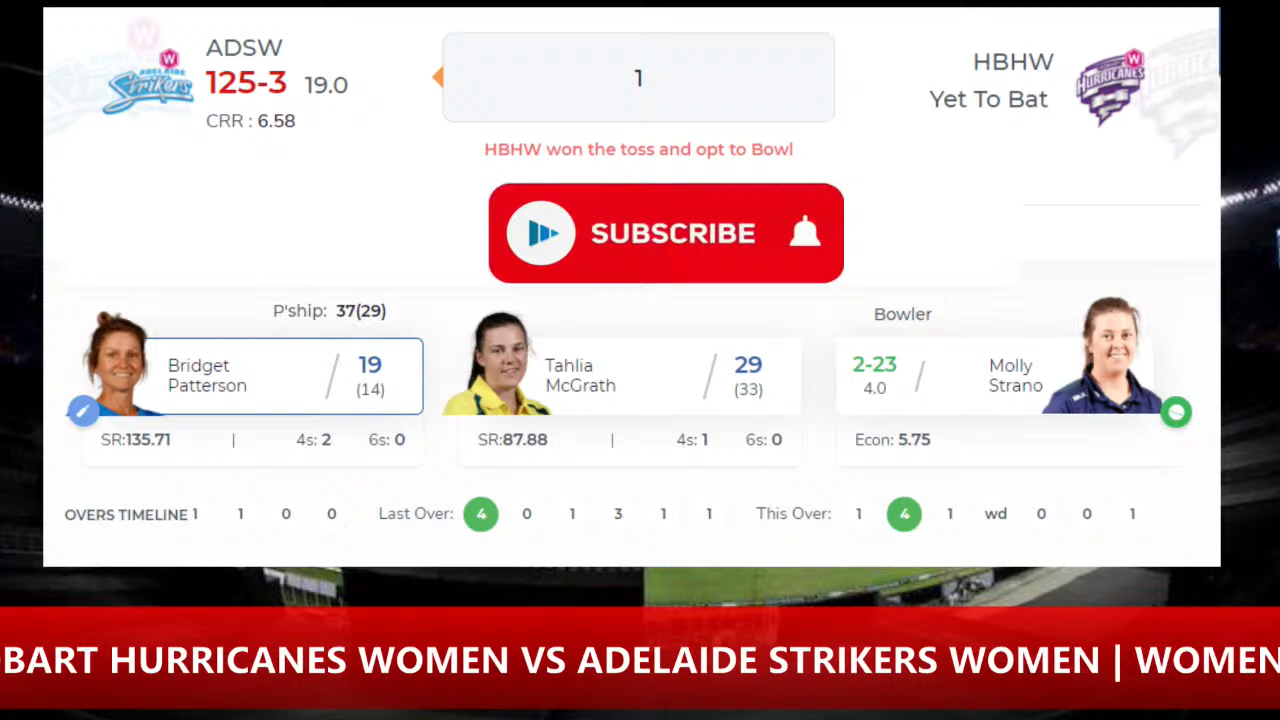 ADSW
125-3 19.0
CRR : 6.58
ADELAIDE
Strikers
W
1
HBHW won the toss and opt to Bowl
HBHW
Yet To Bat
HURRICANES
W
SUBSCRIBE
P'ship: 37(29)
Bowler
Bridget
Patterson
/
19
(14)
SR:135.71 | 4s: 2 6s: 0
Tahlia
McGrath
/
29
(33)
SR:87.88 | 4s: 1 6s: 0
2-23
4.0
/
Molly
Strano
Econ: 5.75
OVERS TIMELINE 1 1 0 0 Last Over: 4 0 1 3 1 1 This Over: 1 4 1 wd 0 0 1
BART HURRICANES WOMEN VS ADELAIDE STRIKERS WOMEN | WOMEN